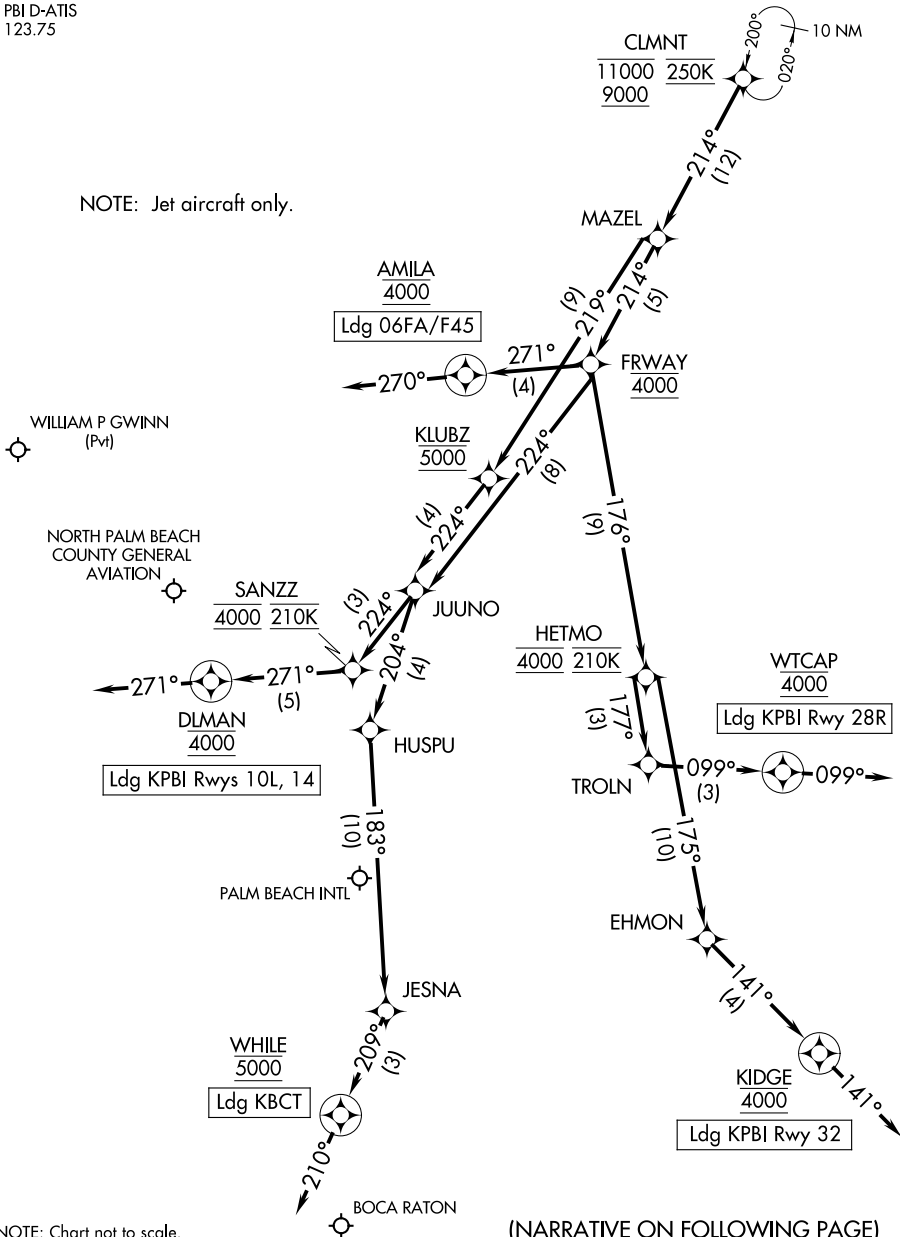 PBI D-ATIS
123.75
200°
10 NM
020°
CLMNT
11000 250K
9000
214°
(12)
NOTE: Jet aircraft only.
MAZEL
AMILA
4000
Ldg 06FA/F45
(9)
219°
214°
(5)
271°
(4)
270°
FRWAY
4000
WILLIAM P GWINN
(Pvt)
KLUBZ
5000
224°
(8)
(4)
224°
176°
(9)
NORTH PALM BEACH
COUNTY GENERAL
AVIATION
SANZZ
4000 210K
(3)
224°
JUUNO
204°
(4)
HETMO
4000 210K
WTCAP
4000
Ldg KPBI Rwy 28R
271°
271°
(5)
DLMAN
4000
Ldg KPBI Rwys 10L, 14
HUSPU
177°
(3)
TROLN
099°
(3)
099°
183°
(10)
175°
(10)
PALM BEACH INTL
EHMON
141°
(4)
JESNA
209°
(3)
WHILE
5000
Ldg KBCT
KIDGE
4000
Ldg KPBI Rwy 32
141°
210°
BOCA RATON
NOTE: Chart not to scale.
(NARRATIVE ON FOLLOWING PAGE)